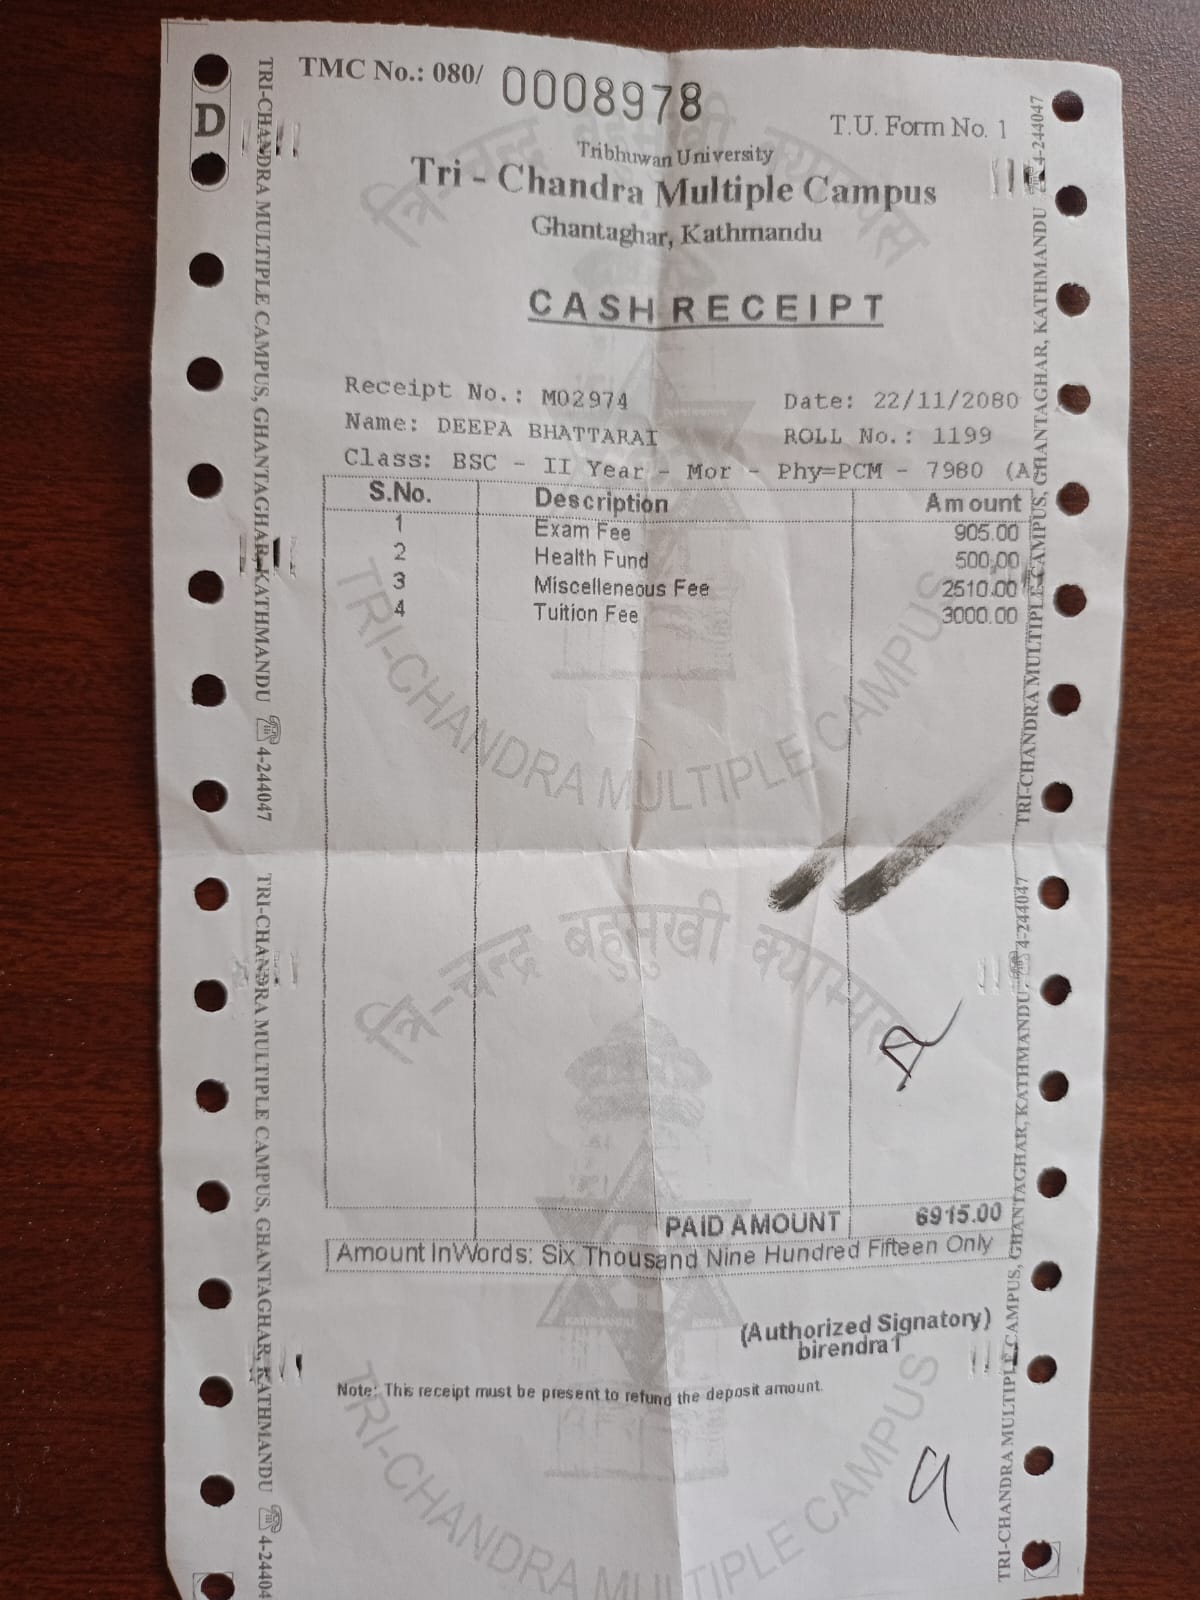 TMC No.: 080/ 0008978
D
T.U. Form No. 1
Tribhuwan University
Tri - Chandra Multiple Campus
Ghantaghar, Kathmandu
CASH RECEIPT
Receipt No.: M02974 Date: 22/11/2080
Name: DEEPA BHATTARAI ROLL No.: 1199
Class: BSC - II Year - Mor - Phy=PCM - 7980 (A
S.No. Description Amount
1 Exam Fee 905.00
2 Health Fund 500.00
3 Miscelleneous Fee 2510.00
4 Tuition Fee 3000.00
PAID AMOUNT 6915.00
Amount InWords: Six Thousand Nine Hundred Fifteen Only
(Authorized Signatory)
birendra1
Note: This receipt must be present to refund the deposit amount.
TRI-CHANDRA MULTIPLE CAMPUS, GHANTAGHAR, KATHMANDU ☏ 4-244047
TRI-CHANDRA MULTIPLE CAMPUS, GHANTAGHAR, KATHMANDU ☏ 4-24404
TRI-CHANDRA MULTIPLE CAMPUS, GHANTAGHAR, KATHMANDU ☏ 4-244047
TRI-CHANDRA MULTIPLE CAMPUS, GHANTAGHAR, KATHMANDU ☏ 4-244047
त्रि-चन्द्र बहुमुखी क्याम्पस
TRI-CHANDRA MULTIPLE CAMPUS
त्रि-चन्द्र बहुमुखी क्याम्पस
KATHMANDU NEPAL
TRI-CHANDRA MULTIPLE CAMPUS